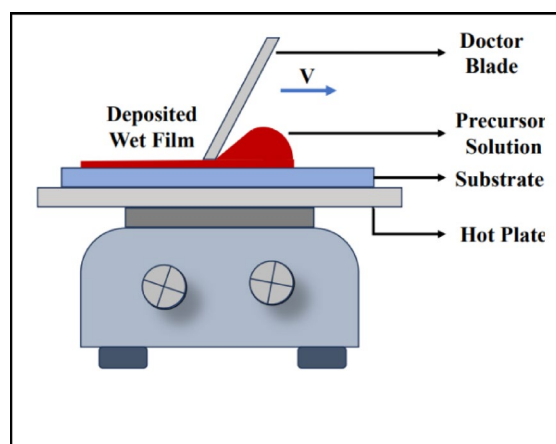 Doctor
Blade
V
Deposited
Wet Film
Precursor
Solution
Substrate
Hot Plate